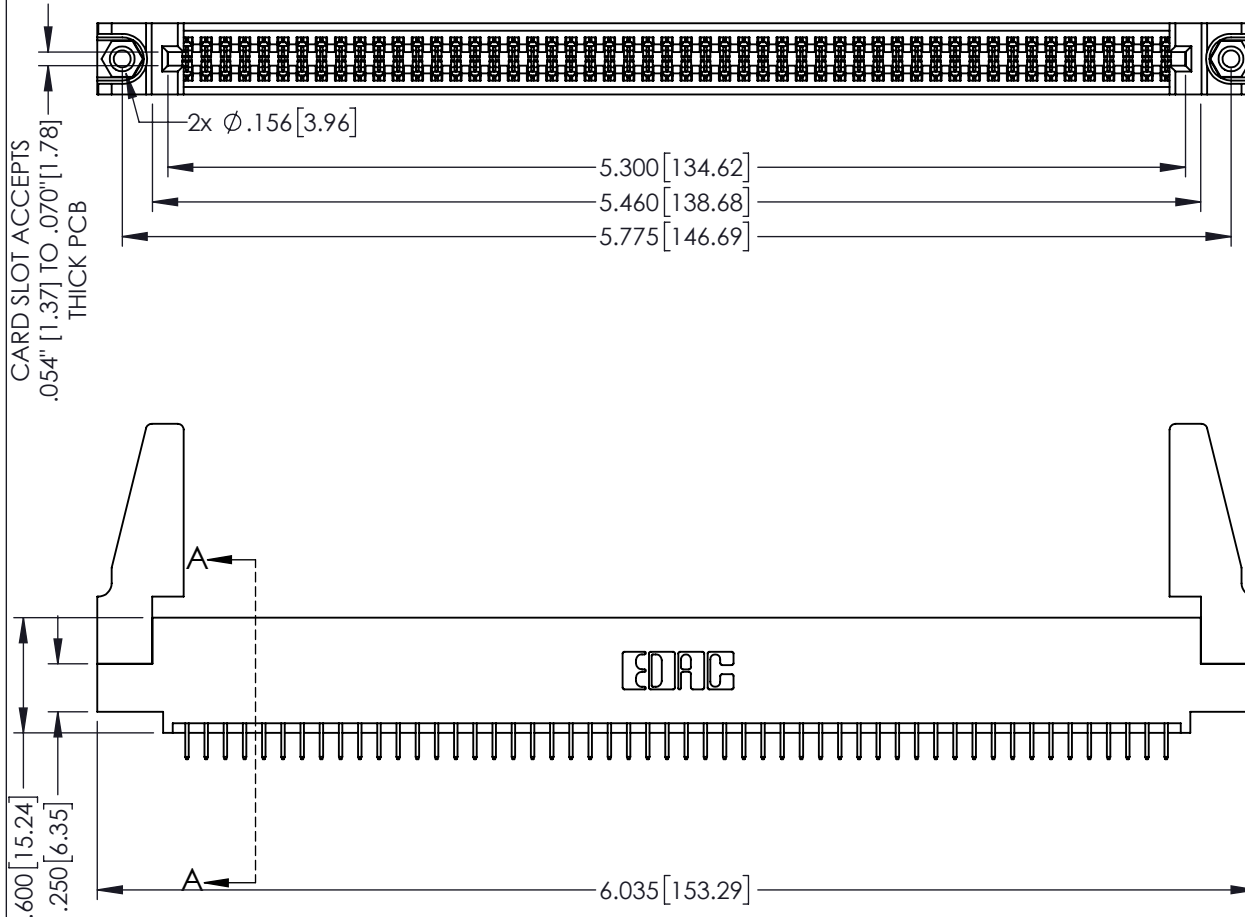 2x Ø.156[3.96]
5.300[134.62]
5.460[138.68]
5.775[146.69]
CARD SLOT ACCEPTS
.054" [1.37] TO .070"[1.78]
THICK PCB
A
EDAC
.600[15.24]
.250[6.35]
A
6.035[153.29]